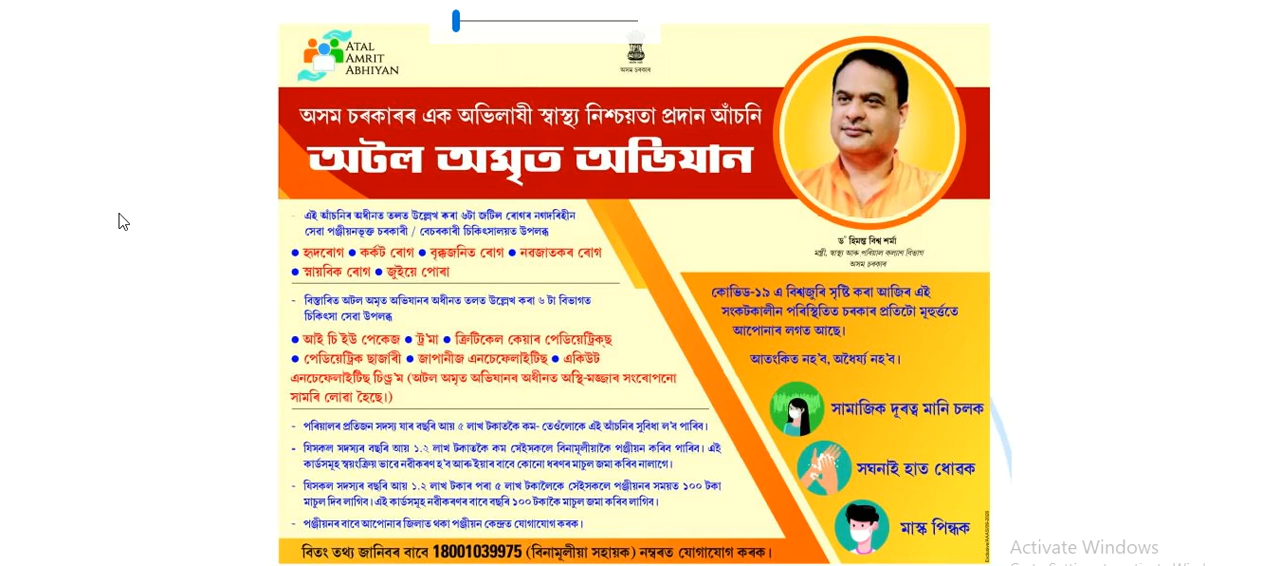 ATAL
AMRIT
ABHIYAN
অসম চৰকাৰ
অসম চৰকাৰৰ এক অভিলাষী স্বাস্থ্য নিশ্চয়তা প্ৰদান আঁচনি
অটল অমৃত অভিযান
ড° হিমন্ত বিশ্ব শৰ্মা
মন্ত্ৰী, স্বাস্থ্য আৰু পৰিয়াল কল্যাণ বিভাগ
অসম চৰকাৰ
- এই আঁচনিৰ অধীনত তলত উল্লেখ কৰা ৬টা জটিল ৰোগৰ নগদবিহীন
সেৱা পঞ্জীয়নভুক্ত চৰকাৰী / বেচৰকাৰী চিকিৎসালয়ত উপলব্ধ
● হৃদৰোগ ● কৰ্কট ৰোগ ● বৃক্কজনিত ৰোগ ● নৱজাতকৰ ৰোগ
● স্নায়বিক ৰোগ ● জুইয়ে পোৰা
- বিস্তাৰিত অটল অমৃত অভিযানৰ অধীনত তলত উল্লেখ কৰা ৬ টা বিভাগত
চিকিৎসা সেৱা উপলব্ধ
● আই চি ইউ পেকেজ ● ট্ৰ'মা ● ক্ৰিটিকেল কেয়াৰ পেডিয়েট্ৰিক্ছ
● পেডিয়েট্ৰিক ছাৰ্জাৰী ● জাপানীজ এনচেফেলাইটিছ ● একিউট
এনচেফেলাইটিছ চিণ্ড্ৰ'ম (অটল অমৃত অভিযানৰ অধীনত অস্থি-মজ্জাৰ সংৰোপনো
সামৰি লোৱা হৈছে।)
- পৰিয়ালৰ প্ৰতিজন সদস্য যাৰ বছৰি আয় ৫ লাখ টকাতকৈ কম- তেওঁলোকে এই আঁচনিৰ সুবিধা ল'ব পাৰিব।
- যিসকল সদস্যৰ বছৰি আয় ১.২ লাখ টকাতকৈ কম সেইসকলে বিনামূলীয়াকৈ পঞ্জীয়ন কৰিব পাৰিব। এই
কাৰ্ডসমূহ স্বয়ংক্ৰিয় ভাৱে নৱীকৰণ হ'ব আৰু ইয়াৰ বাবে কোনো ধৰণৰ মাচুল জমা কৰিব নালাগে।
- যিসকল সদস্যৰ বছৰি আয় ১.২ লাখ টকাৰ পৰা ৫ লাখ টকালৈকে সেইসকলে পঞ্জীয়নৰ সময়ত ১০০ টকা
মাচুল দিব লাগিব। এই কাৰ্ডসমূহ নৱীকৰণৰ বাবে বছৰি ১০০ টকাকৈ মাচুল জমা কৰিব লাগিব।
- পঞ্জীয়নৰ বাবে আপোনাৰ জিলাত থকা পঞ্জীয়ন কেন্দ্ৰত যোগাযোগ কৰক।
বিতং তথ্য জানিবৰ বাবে 18001039975 (বিনামূলীয়া সহায়ক) নম্বৰত যোগাযোগ কৰক।
কোভিড-১৯ এ বিশ্বজুৰি সৃষ্টি কৰা আজিৰ এই
সংকটকালীন পৰিস্থিতিত চৰকাৰ প্ৰতিটো মূহুৰ্ত্ততে
আপোনাৰ লগত আছে।
আতংকিত নহ'ব, অধৈৰ্য্য নহ'ব।
সামাজিক দূৰত্ব মানি চলক
সঘনাই হাত ধোৱক
মাস্ক পিন্ধক
Activate Windows